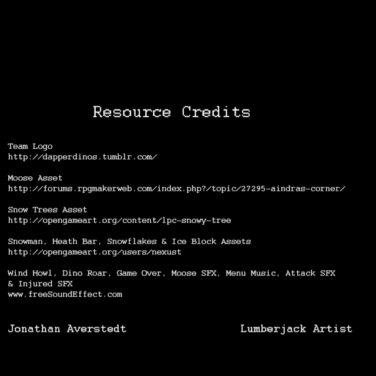 Resource Credits
Team Logo
http://dapperdinos.tumblr.com/
Moose Asset
http://forums.rpgmakerweb.com/index.php?/topic/27295-aindras-corner/
Snow Trees Asset
http://opengameart.org/content/lpc-snowy-tree
Snowman, Heath Bar, Snowflakes & Ice Block Assets
http://opengameart.org/users/nexust
Wind Howl, Dino Roar, Game Over, Moose SFX, Menu Music, Attack SFX
& Injured SFX
www.freeSoundEffect.com
Jonathan Averstedt Lumberjack Artist